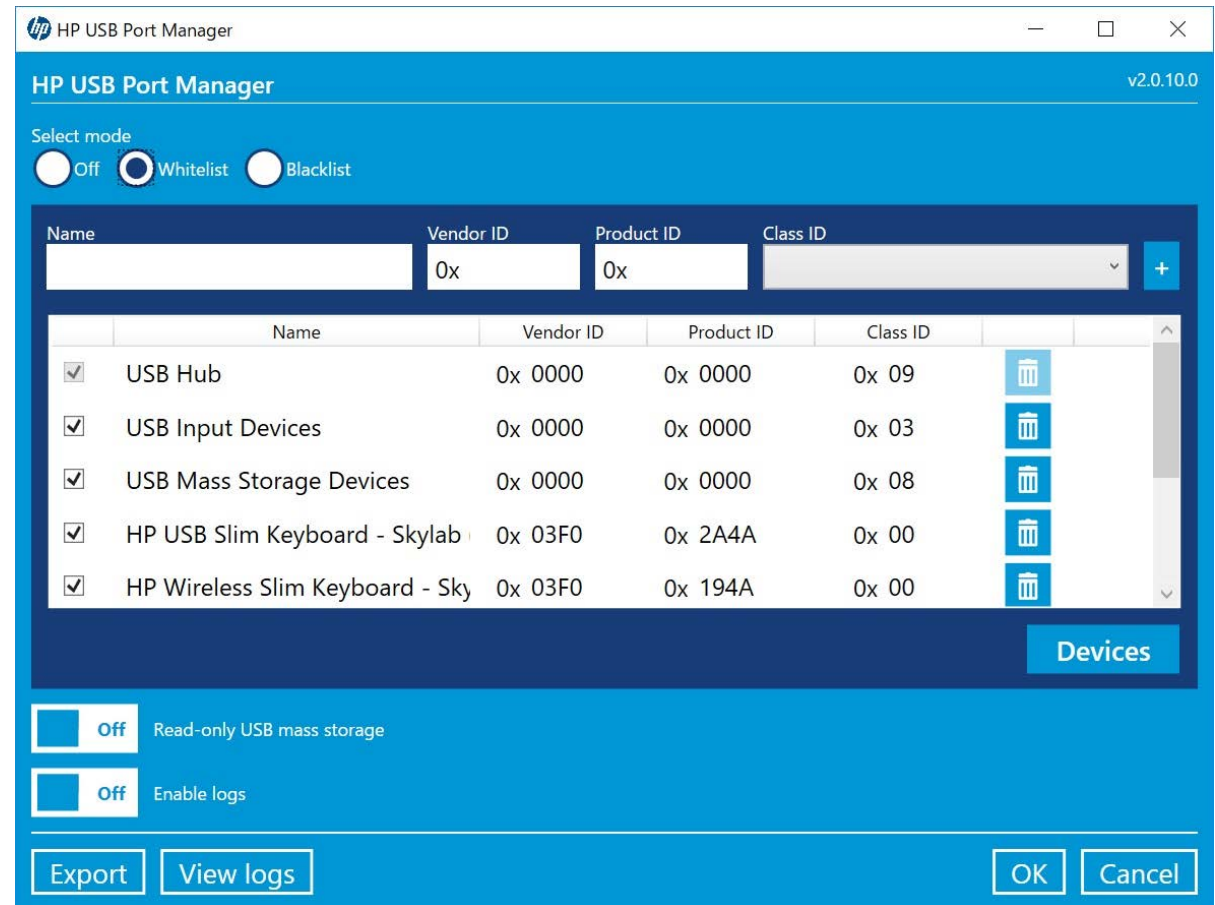 hp HP USB Port Manager
HP USB Port Manager v2.0.10.0
Select mode
Off Whitelist Blacklist
Name Vendor ID Product ID Class ID
0x 0x +
Name Vendor ID Product ID Class ID
USB Hub 0x 0000 0x 0000 0x 09
USB Input Devices 0x 0000 0x 0000 0x 03
USB Mass Storage Devices 0x 0000 0x 0000 0x 08
HP USB Slim Keyboard - Skylab 0x 03F0 0x 2A4A 0x 00
HP Wireless Slim Keyboard - Sky 0x 03F0 0x 194A 0x 00
Devices
Off Read-only USB mass storage
Off Enable logs
Export View logs OK Cancel